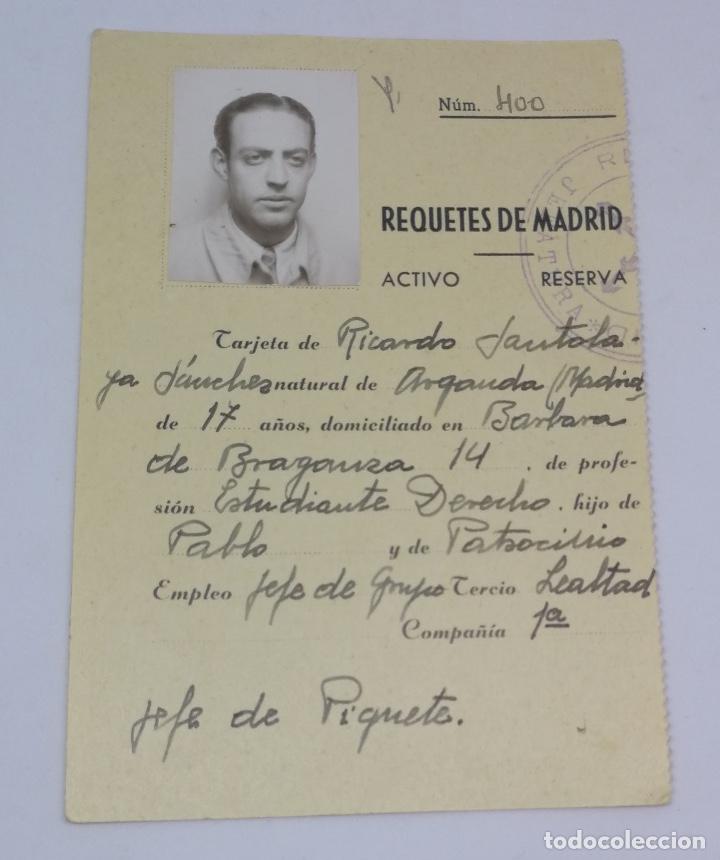 Y.
Núm. 400
REQUETES DE MADRID
ACTIVO RESERVA
JEFATURA
Tarjeta de Ricardo Santola-
ya Sánchez natural de Arganda (Madrid)
de 17 años, domiciliado en Barbara
de Braganza 14 , de profe-
sión Estudiante Derecho , hijo de
Pablo y de Patrocinio
Empleo Jefe de Grupo Tercio Lealtad
Compañía 1ª
Jefe de Piquete.
todocoleccion